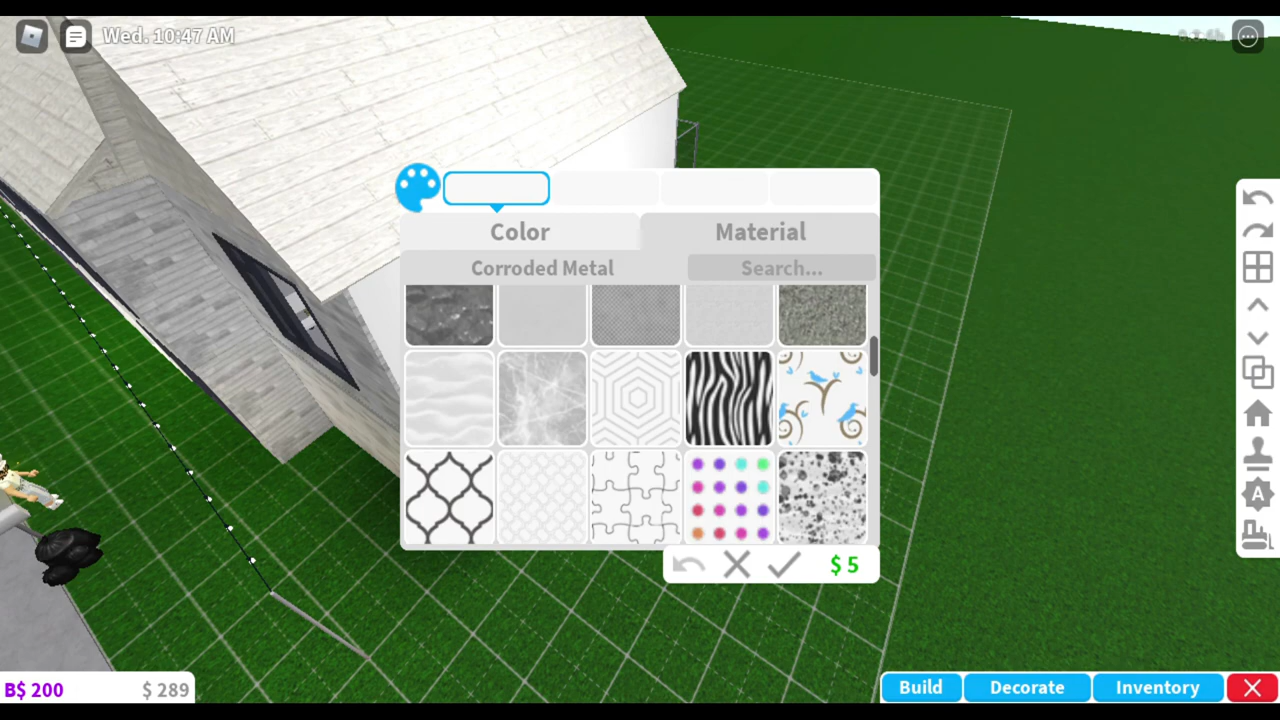 Wed. 10:47 AM
Color
Material
Corroded Metal
Search...
$ 5
A
B$ 200
$ 289
Build
Decorate
Inventory